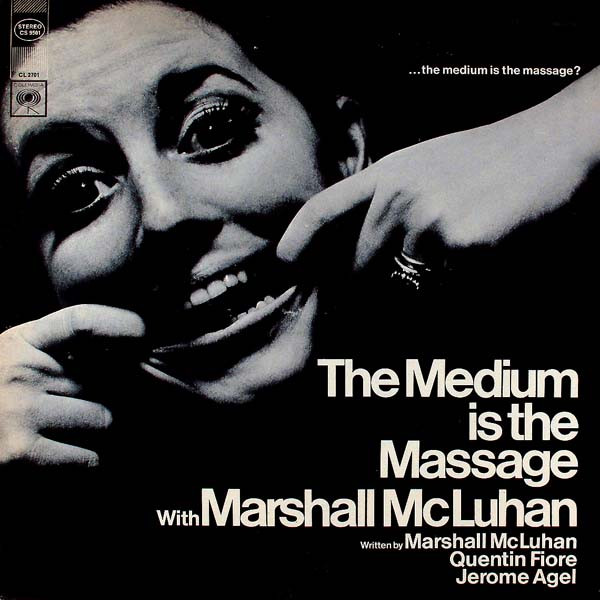 STEREO
CS 9501
CL 2701
COLUMBIA
...the medium is the massage?
The Medium
is the
Massage
With Marshall McLuhan
Written by Marshall McLuhan
Quentin Fiore
Jerome Agel